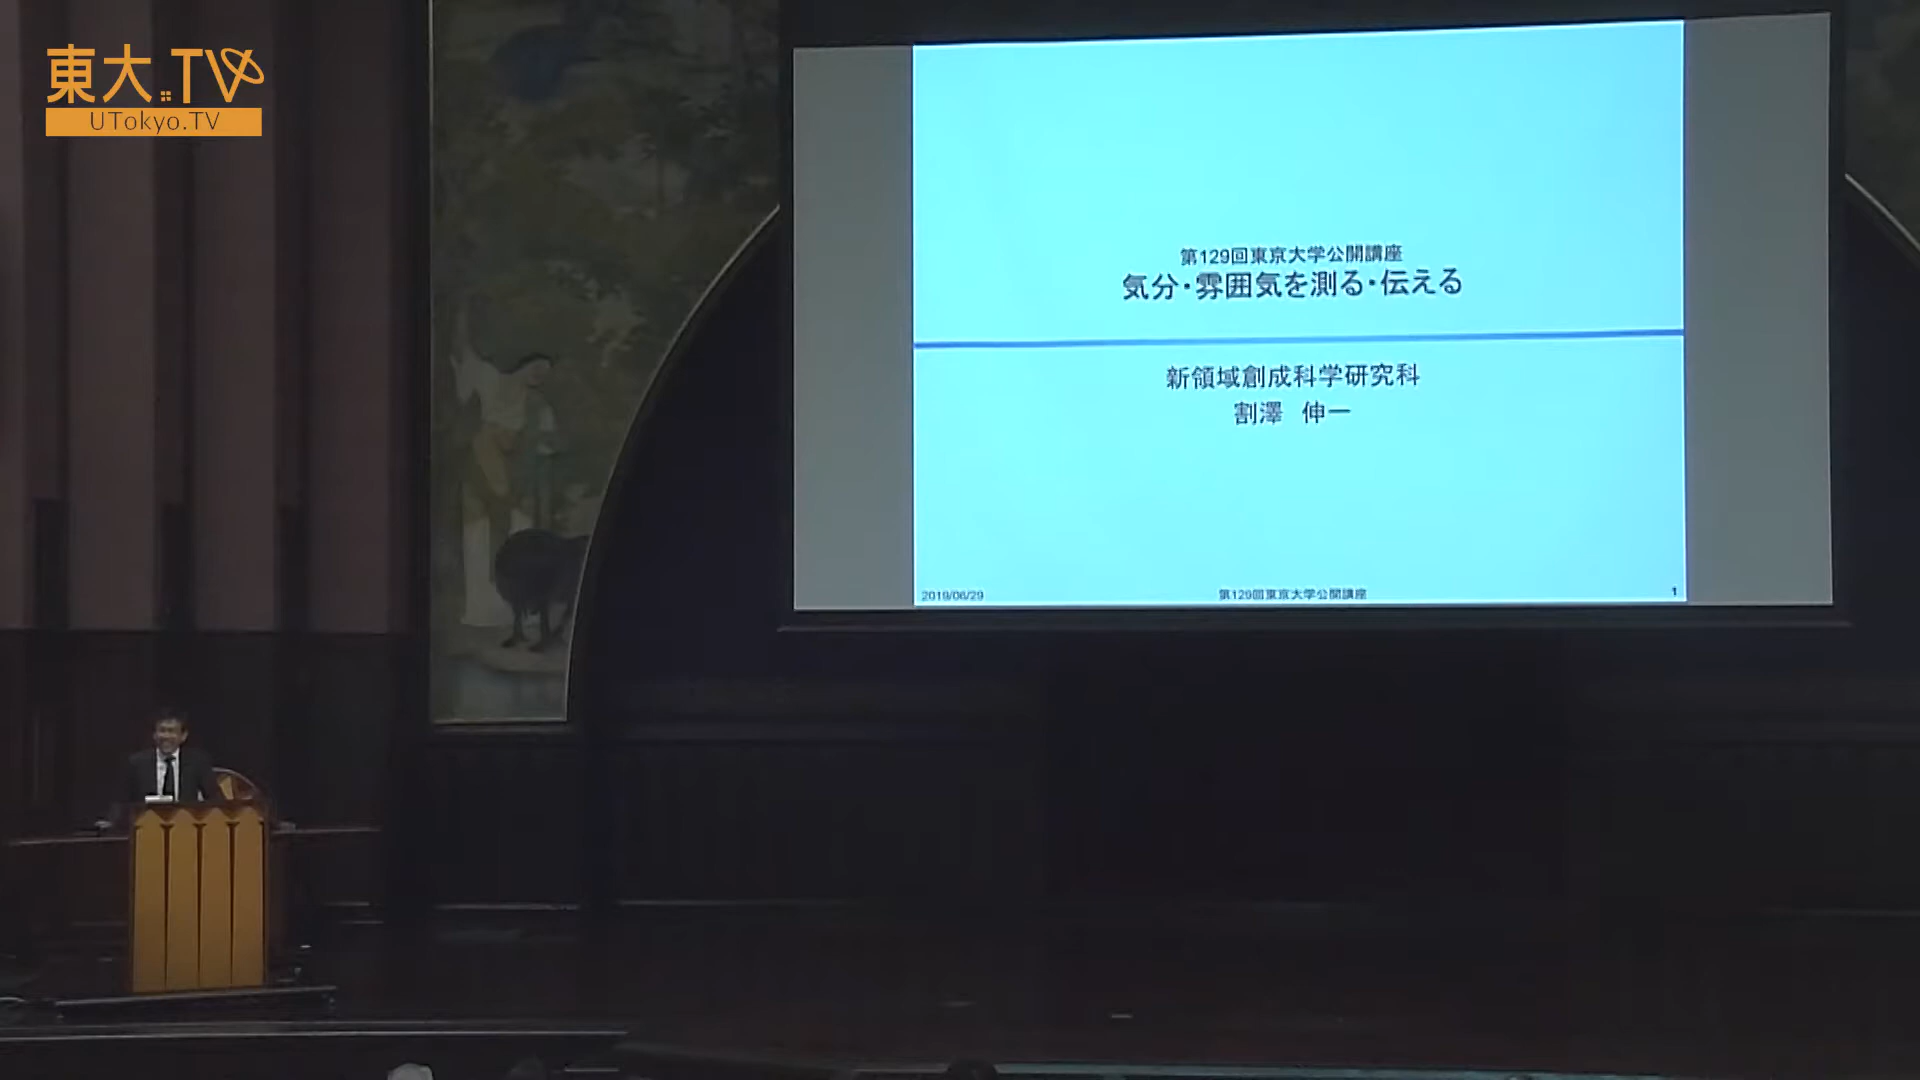 東大TV
UTokyo.TV
第129回東京大学公開講座
気分・雰囲気を測る・伝える
新領域創成科学研究科
割澤 伸一
2019/06/29
第129回東京大学公開講座
1